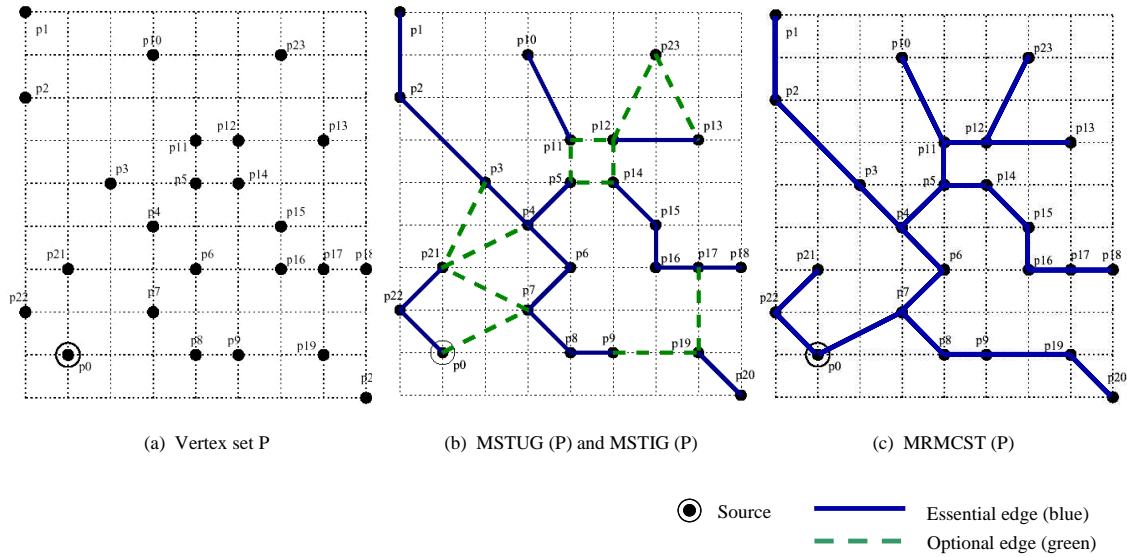 p1
p10
p23
p2
p12
p13
p11
p3
p5
p14
p4
p15
p21
p6
p16
p17
p18
p22
p7
p8
p9
p19
p0
p2
(a) Vertex set P
p1
p10
p23
p2
p12
p13
p11
p3
p5
p14
p4
p15
p21
p6
p16
p17
p18
p22
p7
p8
p9
p19
p0
p20
(b) MSTUG (P) and MSTIG (P)
p1
p10
p23
p2
p12
p13
p11
p3
p5
p14
p4
p15
p21
p6
p16
p17
p18
p22
p7
p8
p9
p19
p0
p20
(c) MRMCST (P)
Source
Essential edge (blue)
Optional edge (green)